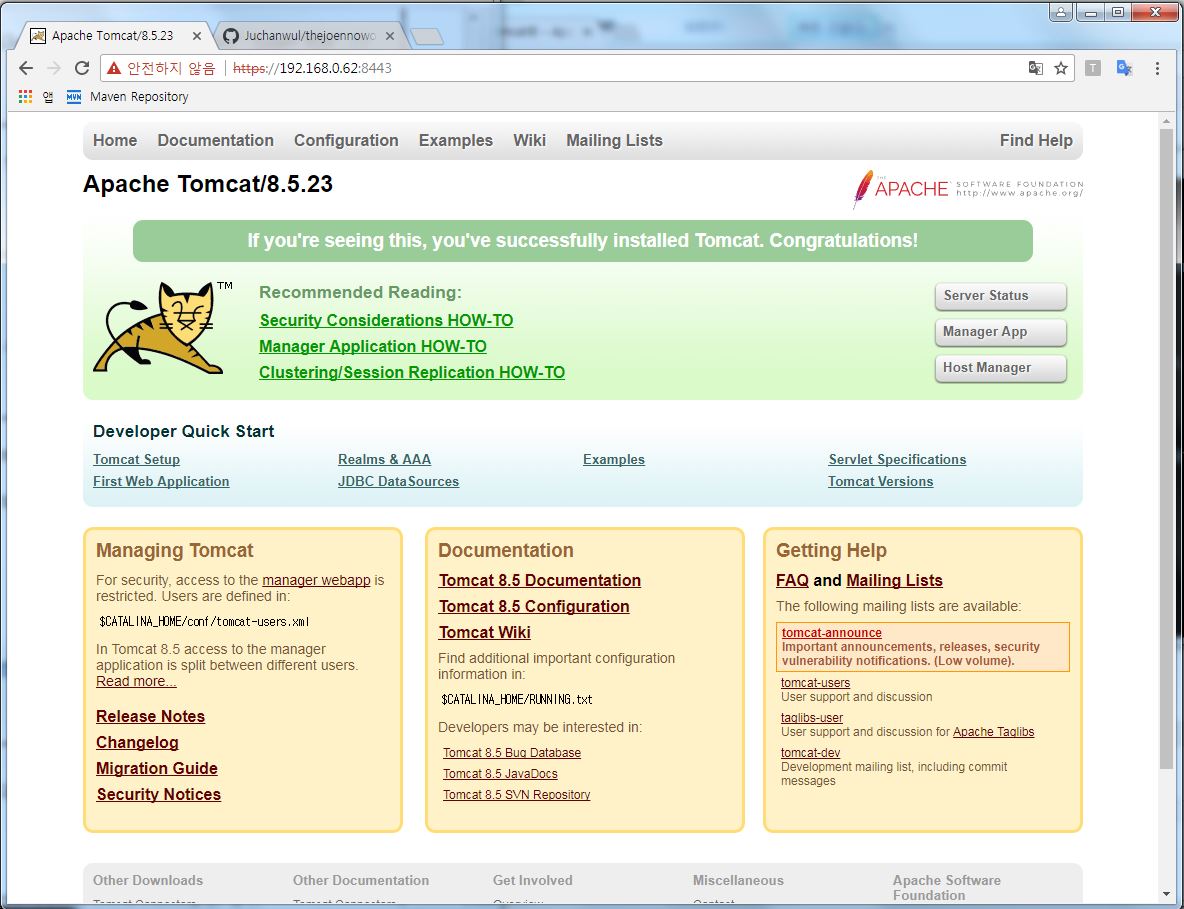 Apache Tomcat/8.5.23
Juchanwul/thejoennowo
안전하지 않음 https://192.168.0.62:8443
앱 Maven Repository
Home Documentation Configuration Examples Wiki Mailing Lists Find Help
Apache Tomcat/8.5.23
THE APACHE SOFTWARE FOUNDATION
http://www.apache.org/
If you're seeing this, you've successfully installed Tomcat. Congratulations!
TM
Recommended Reading:
Security Considerations HOW-TO
Manager Application HOW-TO
Clustering/Session Replication HOW-TO
Server Status
Manager App
Host Manager
Developer Quick Start
Tomcat Setup
First Web Application
Realms & AAA
JDBC DataSources
Examples
Servlet Specifications
Tomcat Versions
Managing Tomcat
For security, access to the manager webapp is
restricted. Users are defined in:
$CATALINA_HOME/conf/tomcat-users.xml
In Tomcat 8.5 access to the manager
application is split between different users.
Read more...
Release Notes
Changelog
Migration Guide
Security Notices
Documentation
Tomcat 8.5 Documentation
Tomcat 8.5 Configuration
Tomcat Wiki
Find additional important configuration
information in:
$CATALINA_HOME/RUNNING.txt
Developers may be interested in:
Tomcat 8.5 Bug Database
Tomcat 8.5 JavaDocs
Tomcat 8.5 SVN Repository
Getting Help
FAQ and Mailing Lists
The following mailing lists are available:
tomcat-announce
Important announcements, releases, security
vulnerability notifications. (Low volume).
tomcat-users
User support and discussion
taglibs-user
User support and discussion for Apache Taglibs
tomcat-dev
Development mailing list, including commit
messages
Other Downloads
Tomcat Connectors
Other Documentation
Tomcat Connectors
Get Involved
Overview
Miscellaneous
Contact
Apache Software
Foundation